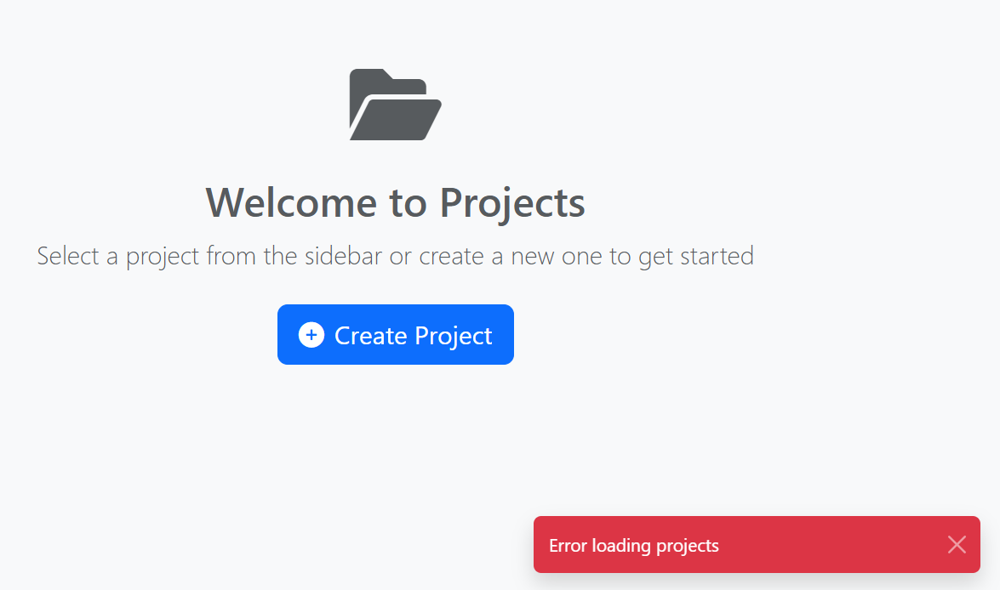 Welcome to Projects
Select a project from the sidebar or create a new one to get started
Create Project
Error loading projects